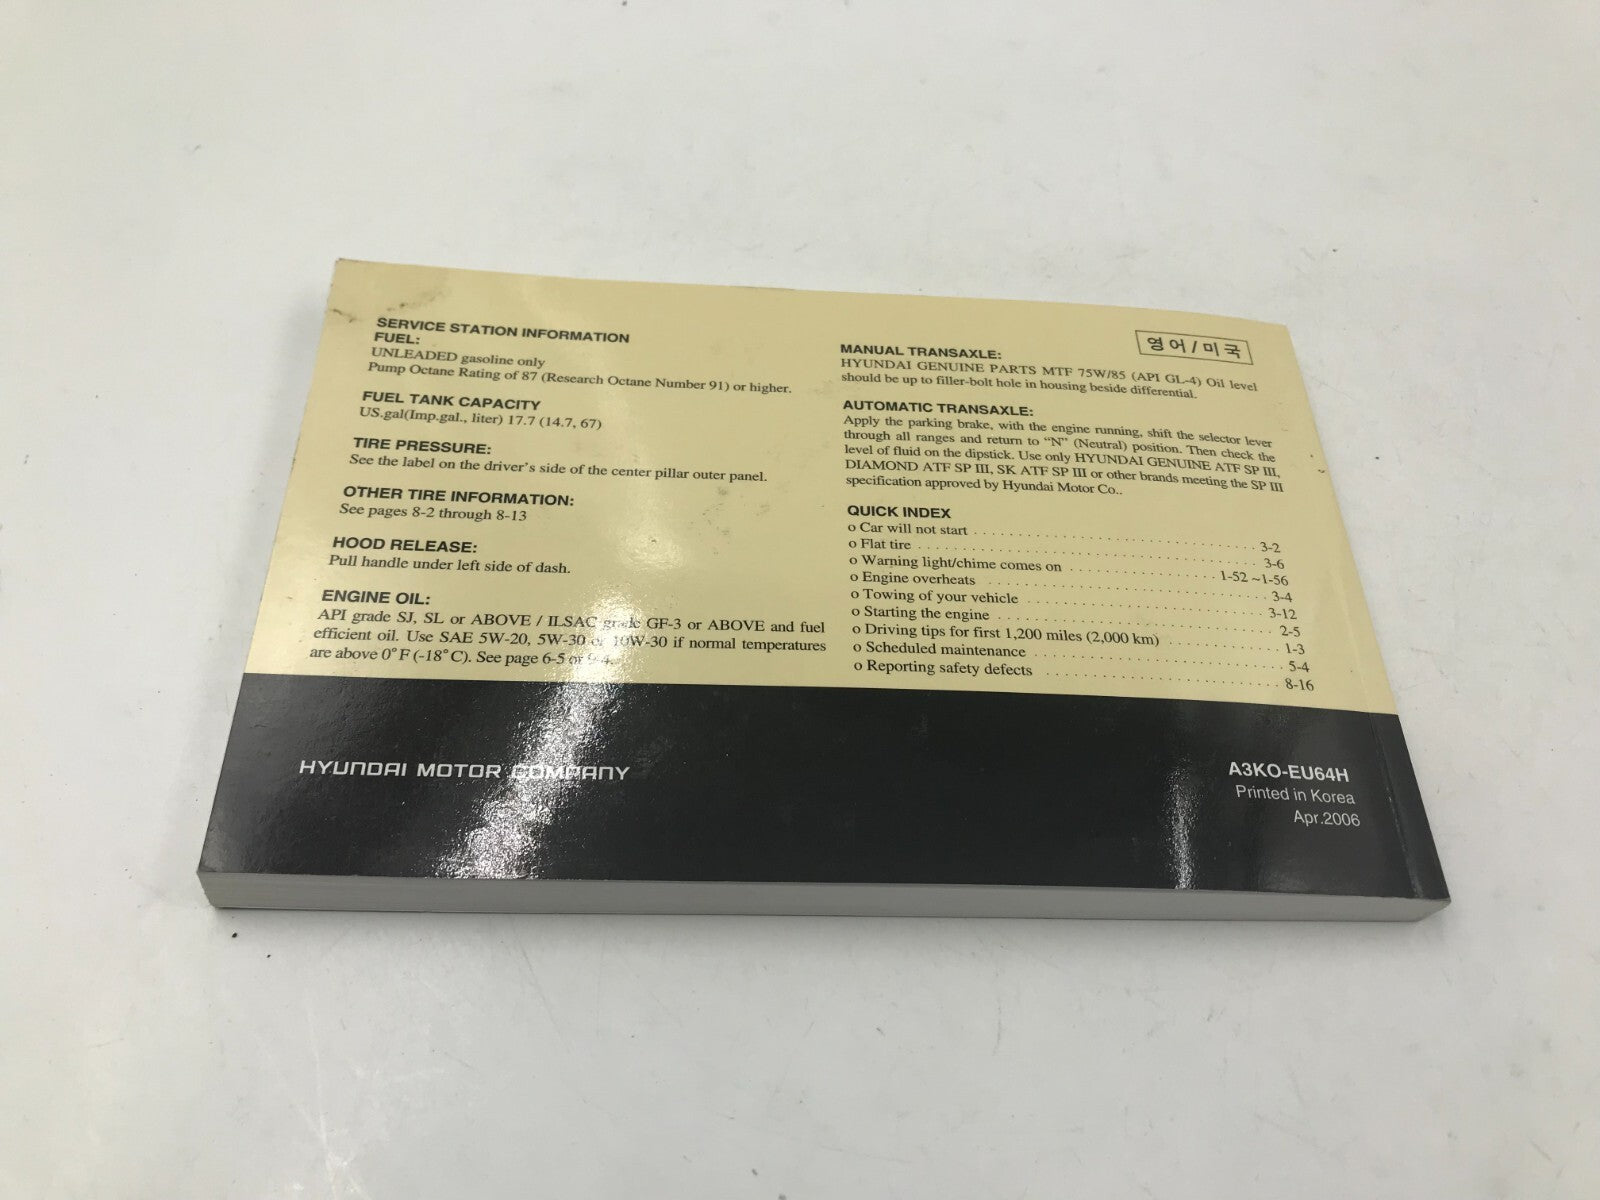 SERVICE STATION INFORMATION
FUEL:
UNLEADED gasoline only
Pump Octane Rating of 87 (Research Octane Number 91) or higher.
FUEL TANK CAPACITY
US.gal(Imp.gal., liter) 17.7 (14.7, 67)
TIRE PRESSURE:
See the label on the driver's side of the center pillar outer panel.
OTHER TIRE INFORMATION:
See pages 8-2 through 8-13
HOOD RELEASE:
Pull handle under left side of dash.
ENGINE OIL:
API grade SJ, SL or ABOVE / ILSAC grade GF-3 or ABOVE and fuel
efficient oil. Use SAE 5W-20, 5W-30 or 10W-30 if normal temperatures
are above 0°F (-18°C). See page 6-5 or 9-4.
영어/미국
MANUAL TRANSAXLE:
HYUNDAI GENUINE PARTS MTF 75W/85 (API GL-4) Oil level
should be up to filler-bolt hole in housing beside differential.
AUTOMATIC TRANSAXLE:
Apply the parking brake, with the engine running, shift the selector lever
through all ranges and return to "N" (Neutral) position. Then check the
level of fluid on the dipstick. Use only HYUNDAI GENUINE ATF SP III,
DIAMOND ATF SP III, SK ATF SP III or other brands meeting the SP III
specification approved by Hyundai Motor Co..
QUICK INDEX
o Car will not start . . . . . . . . . . 3-2
o Flat tire . . . . . . . . . . 3-6
o Warning light/chime comes on . . . . . . . . . . 1-52 ~1-56
o Engine overheats . . . . . . . . . . 3-4
o Towing of your vehicle . . . . . . . . . . 3-12
o Starting the engine . . . . . . . . . . 2-5
o Driving tips for first 1,200 miles (2,000 km) . . . . . . . . . . 1-3
o Scheduled maintenance . . . . . . . . . . 5-4
o Reporting safety defects . . . . . . . . . . 8-16
HYUNDAI MOTOR COMPANY
A3KO-EU64H
Printed in Korea
Apr.2006